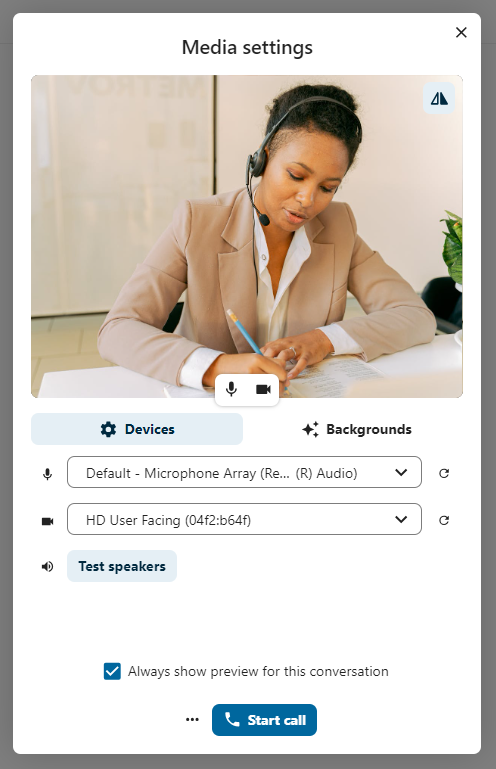 Media settings
Devices
Backgrounds
Default - Microphone Array (Re... (R) Audio)
HD User Facing (04f2:b64f)
Test speakers
Always show preview for this conversation
Start call